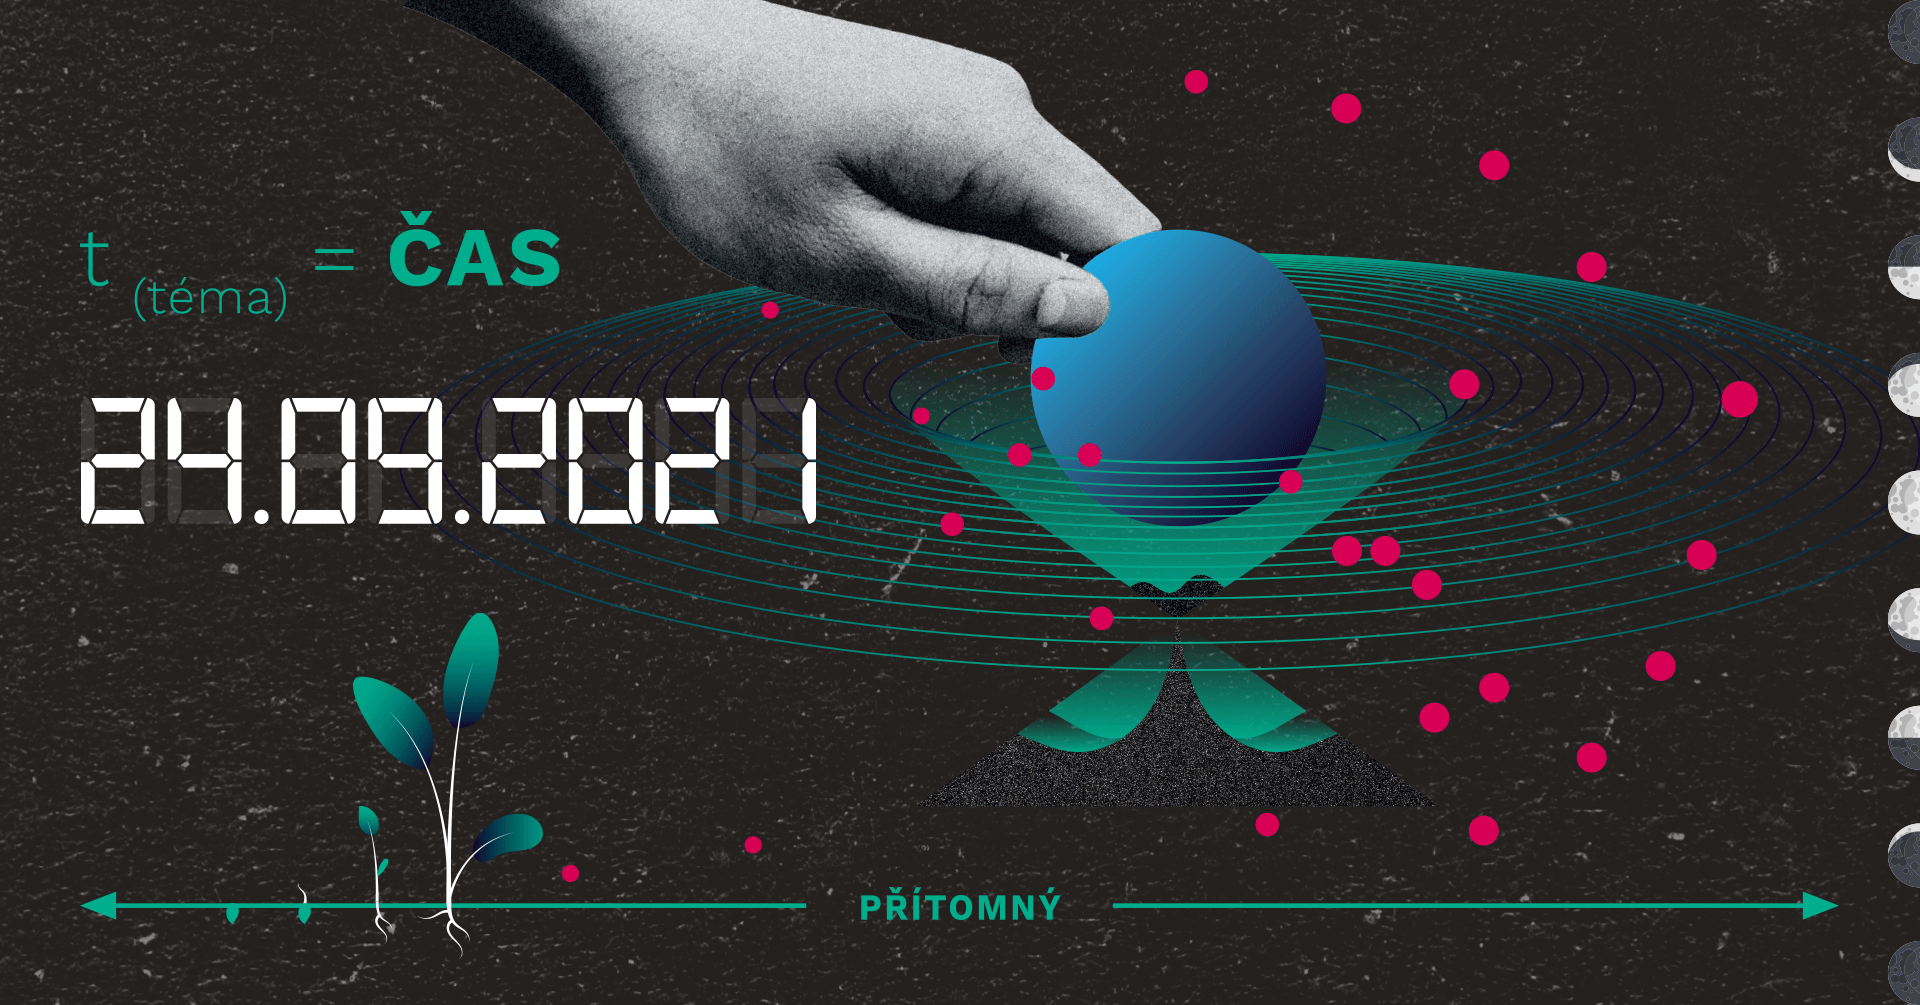 t (téma) = ČAS
24.09.2021
PŘÍTOMNÝ